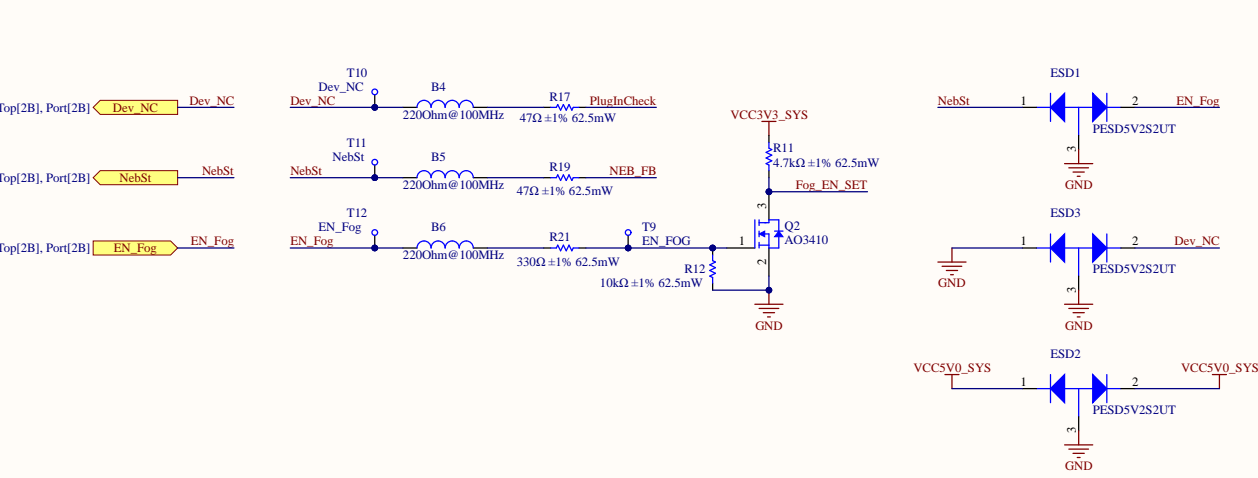 Top[2B], Port[2B] Dev_NC Dev_NC
Dev_NC T10 Dev_NC B4 220Ohm@100MHz R17 47Ω ±1% 62.5mW PlugInCheck
Top[2B], Port[2B] NebSt NebSt
NebSt T11 NebSt B5 220Ohm@100MHz R19 47Ω ±1% 62.5mW NEB_FB
Top[2B], Port[2B] EN_Fog EN_Fog
EN_Fog T12 EN_Fog B6 220Ohm@100MHz R21 330Ω ±1% 62.5mW T9 EN_FOG
R12 10kΩ ±1% 62.5mW
VCC3V3_SYS
R11
4.7kΩ ±1% 62.5mW
Fog_EN_SET
3
1
2
Q2
AO3410
GND
ESD1
NebSt 1 2 EN_Fog
PESD5V2S2UT
3
GND
ESD3
1 2 Dev_NC
GND
PESD5V2S2UT
3
GND
ESD2
VCC5V0_SYS 1 2 VCC5V0_SYS
PESD5V2S2UT
3
GND